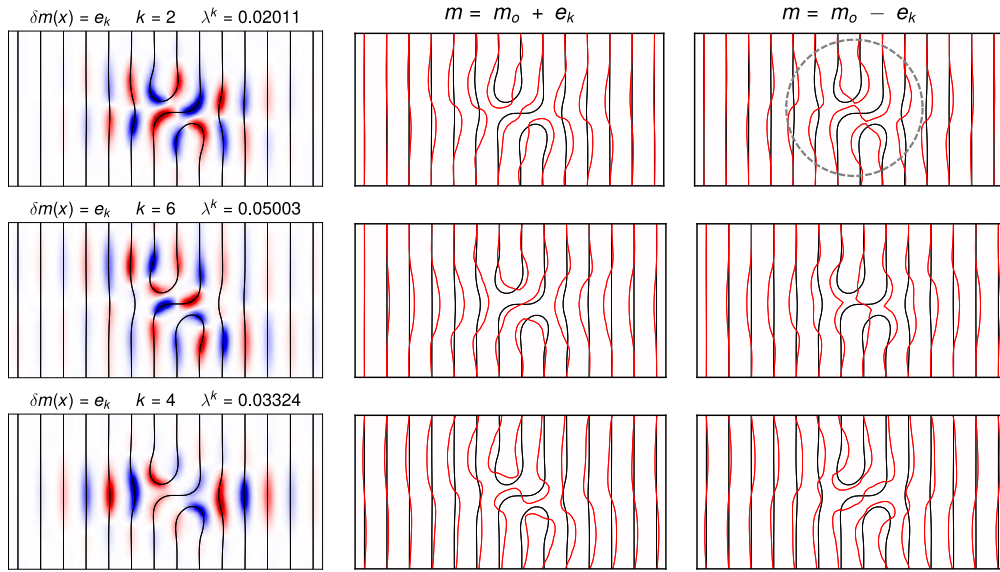 δm(x) = e_k k = 2 λ^k = 0.02011
m = m_o + e_k
m = m_o − e_k
δm(x) = e_k k = 6 λ^k = 0.05003
δm(x) = e_k k = 4 λ^k = 0.03324